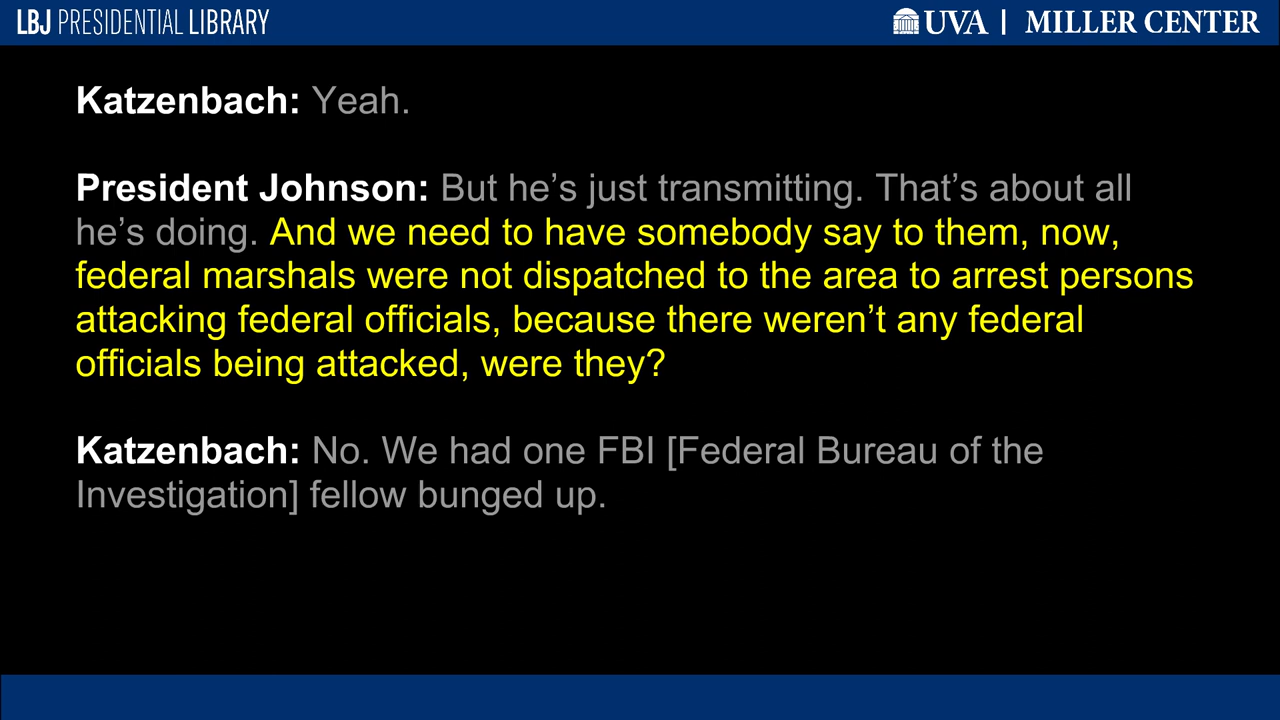 LBJ PRESIDENTIAL LIBRARY
UVA | MILLER CENTER
Katzenbach: Yeah.
President Johnson: But he’s just transmitting. That’s about all
he’s doing. And we need to have somebody say to them, now,
federal marshals were not dispatched to the area to arrest persons
attacking federal officials, because there weren’t any federal
officials being attacked, were they?
Katzenbach: No. We had one FBI [Federal Bureau of the
Investigation] fellow bunged up.